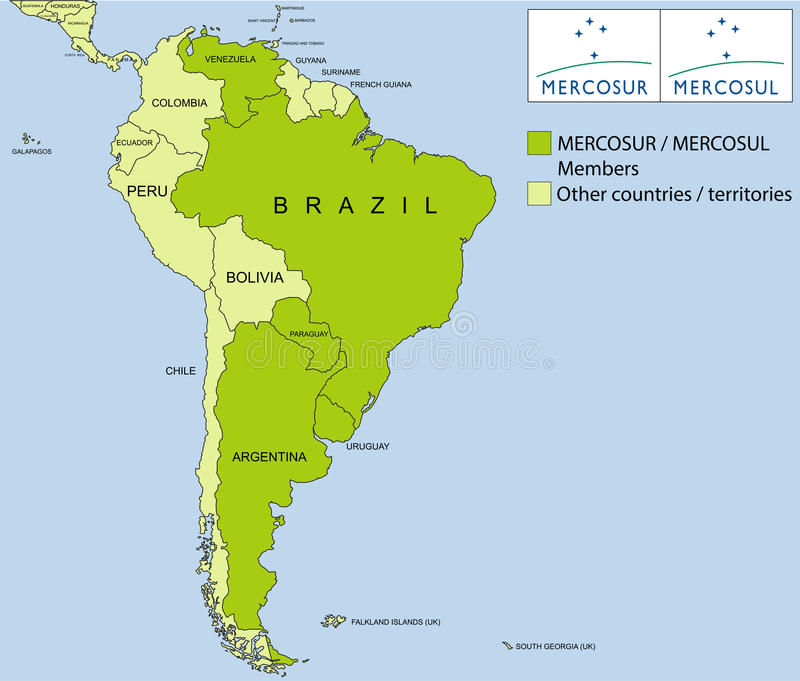 GUATEMALA
HONDURAS
NICARAGUA
COSTA RICA
PANAMA
MARTINIQUE
SAINT VINCENT
BARBADOS
TRINIDAD AND TOBAGO
VENEZUELA
GUYANA
SURINAME
FRENCH GUIANA
COLOMBIA
GALAPAGOS
ECUADOR
PERU
BRAZIL
BOLIVIA
PARAGUAY
CHILE
URUGUAY
ARGENTINA
FALKLAND ISLANDS (UK)
SOUTH GEORGIA (UK)
MERCOSUR
MERCOSUL
MERCOSUR / MERCOSUL
Members
Other countries / territories
dreamstime